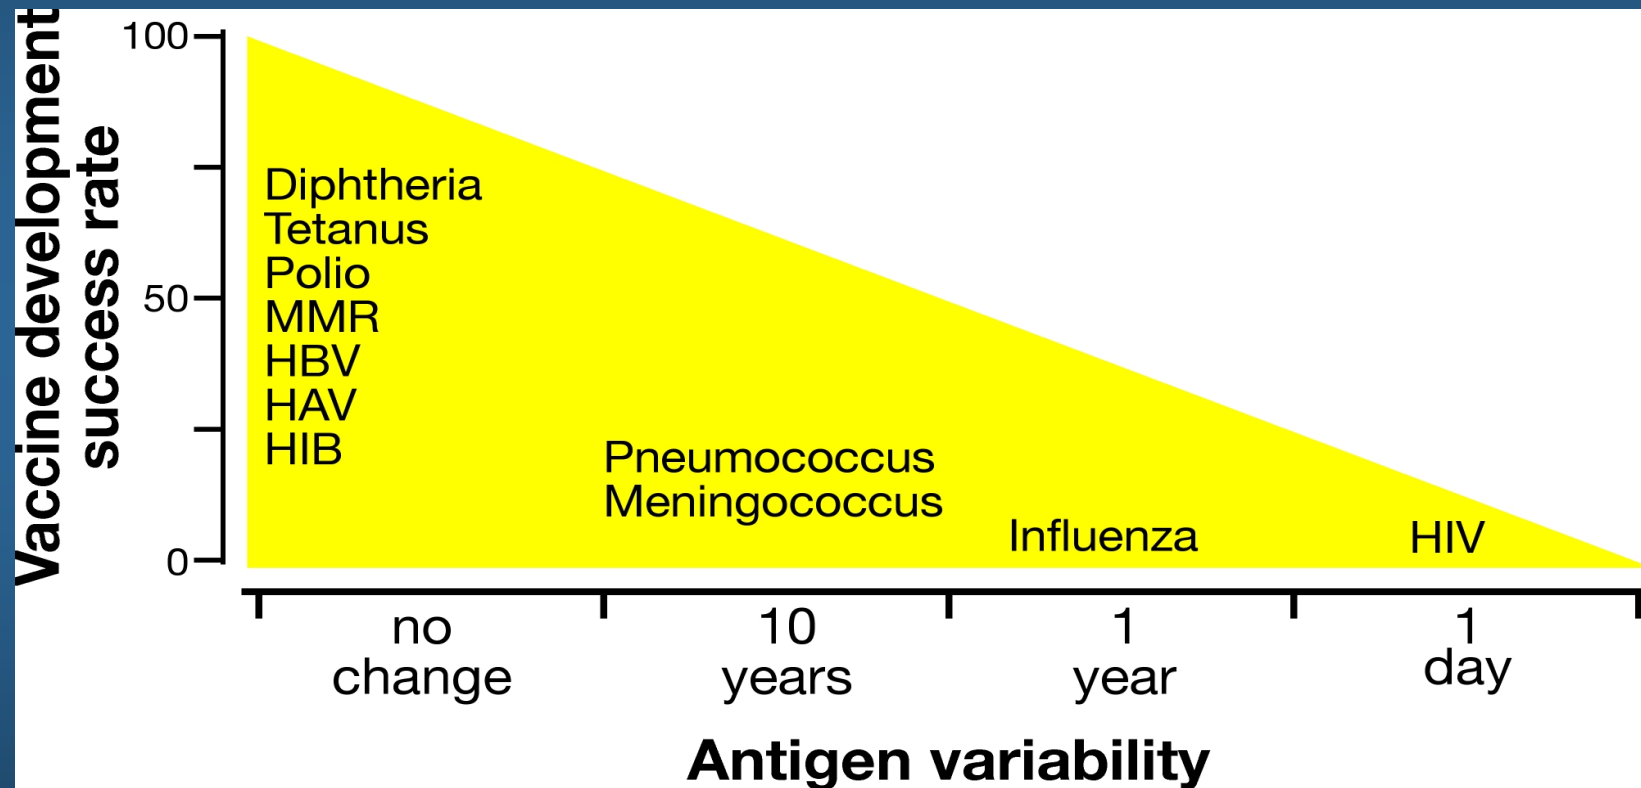 Vaccine development
success rate
100
50
0
Diphtheria
Tetanus
Polio
MMR
HBV
HAV
HIB
Pneumococcus
Meningococcus
Influenza
HIV
no
change
10
years
1
year
1
day
Antigen variability